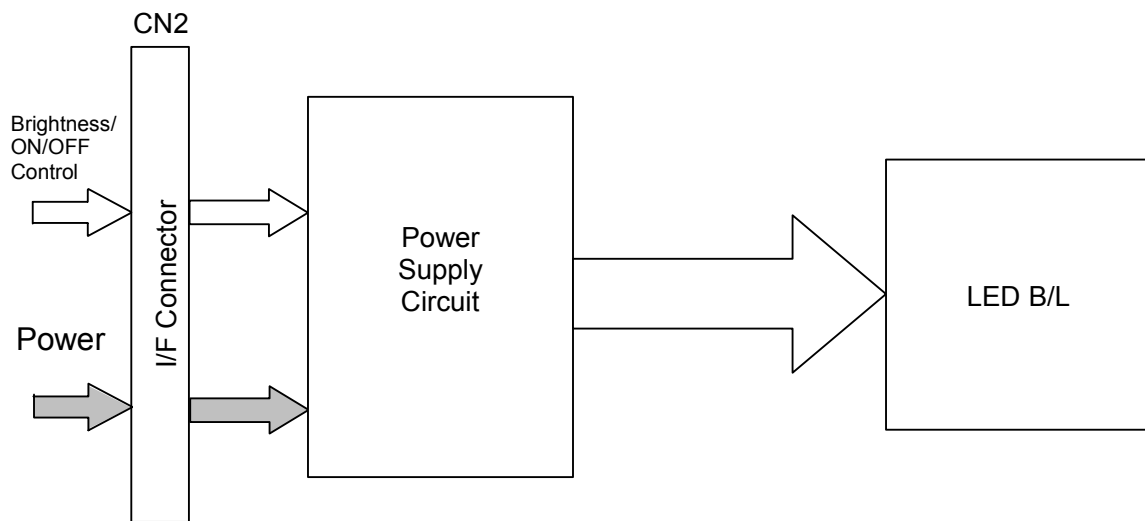 CN2
Brightness/
ON/OFF
Control
I/F Connector
Power
Power
Supply
Circuit
LED B/L